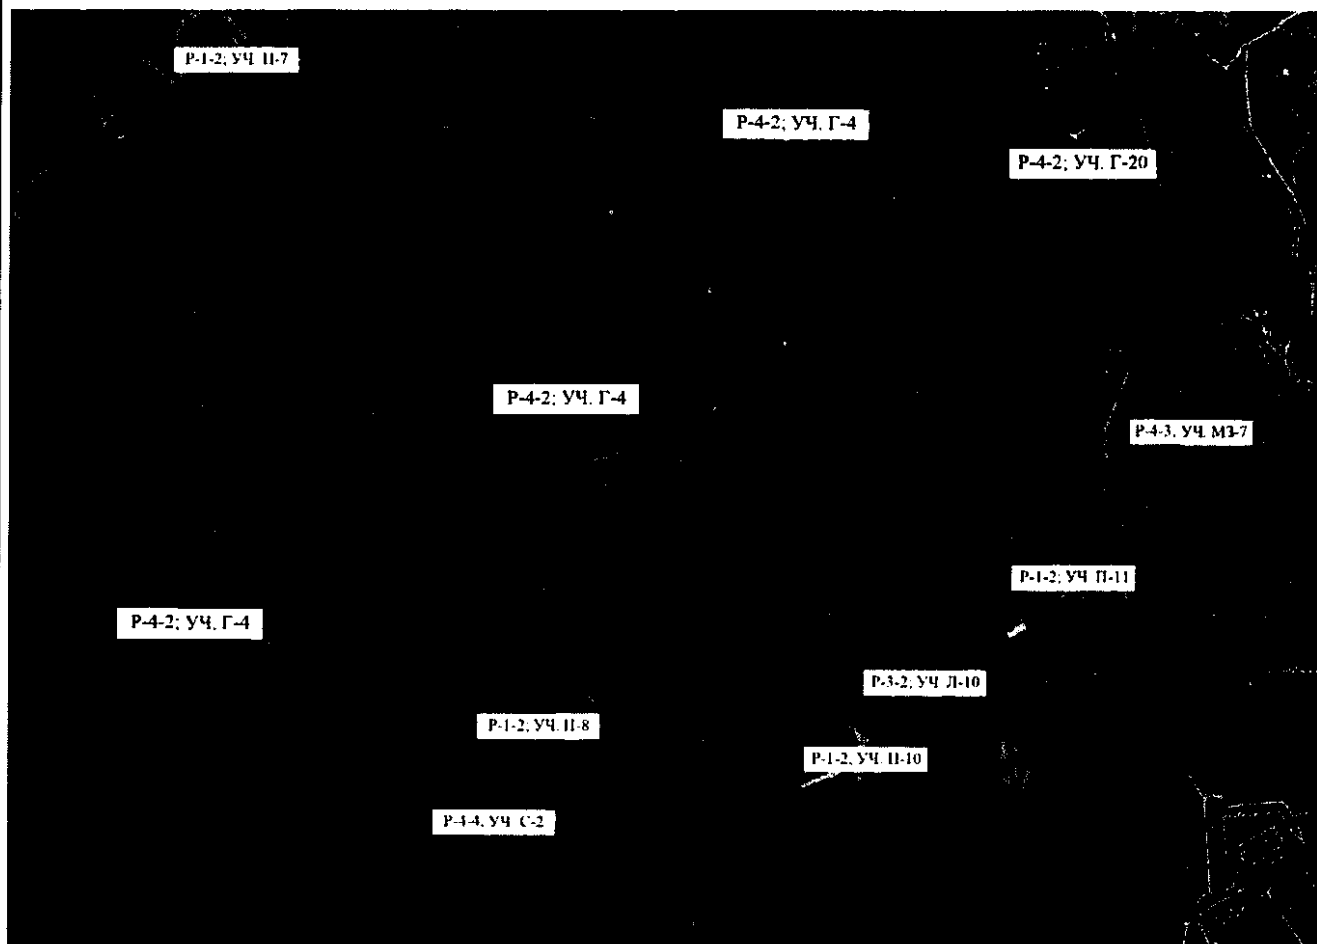 Р-1-2; УЧ. П-7
Р-4-2; УЧ. Г-4
Р-4-2; УЧ. Г-20
Р-4-2; УЧ. Г-4
Р-4-3, УЧ. МЗ-7
Р-1-2; УЧ. П-11
Р-4-2; УЧ. Г-4
Р-3-2; УЧ. Л-10
Р-1-2; УЧ. П-8
Р-1-2, УЧ. П-10
Р-4-4, УЧ. С-2